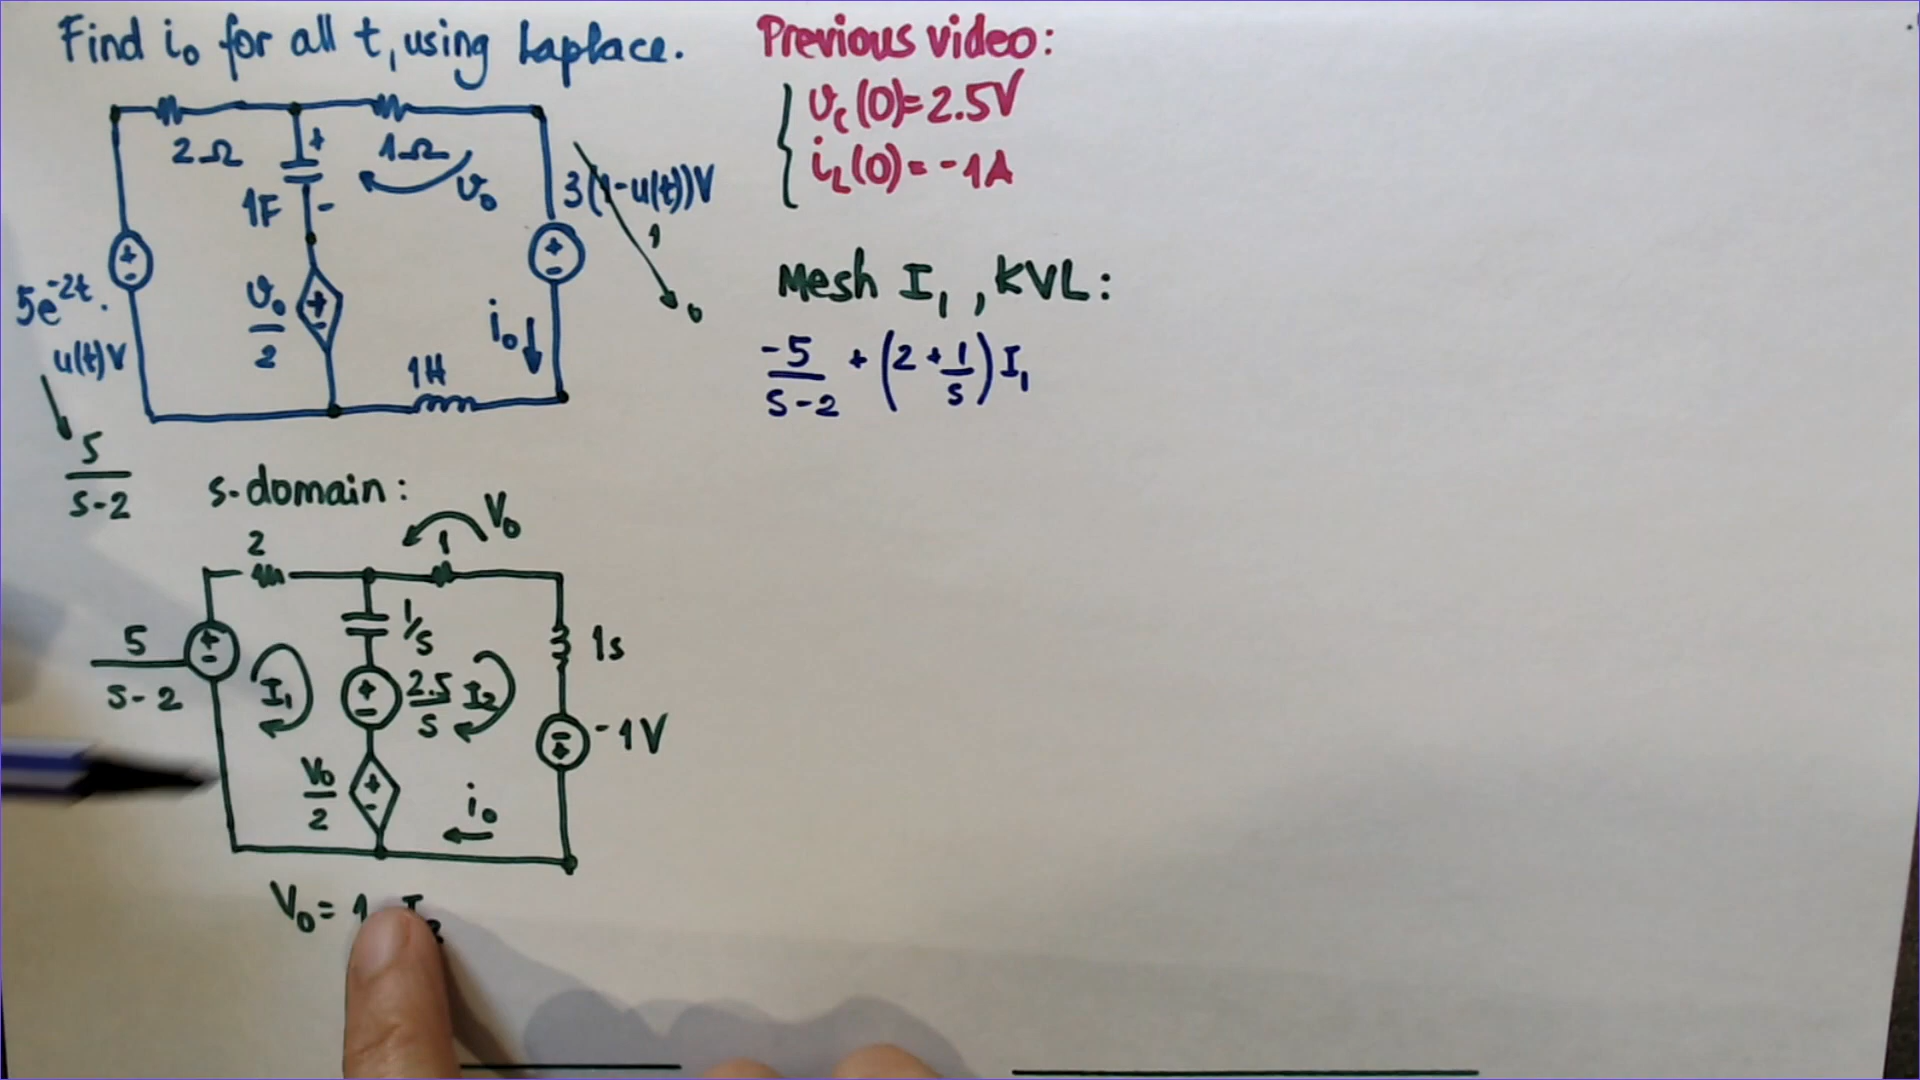 Find i₀ for all t, using Laplace.
2Ω
1Ω
+
1F
-
v₀
3(1-u(t))V
1
0
+
-
5e⁻²ᵗ.
u(t)V
v₀/2
+
-
+
-
i₀
1H
5/(s-2)
s-domain:
V₀
2
1
1/s
1s
5/(s-2)
+
-
I₁
+
-
2.5/s
I₂
-
+
-1V
V₀/2
+
-
i₀
V₀ =
Previous video:
v_c(0) = 2.5V
i_L(0) = -1A
Mesh I₁, KVL:
-5/(s-2) + (2 + 1/s) I₁